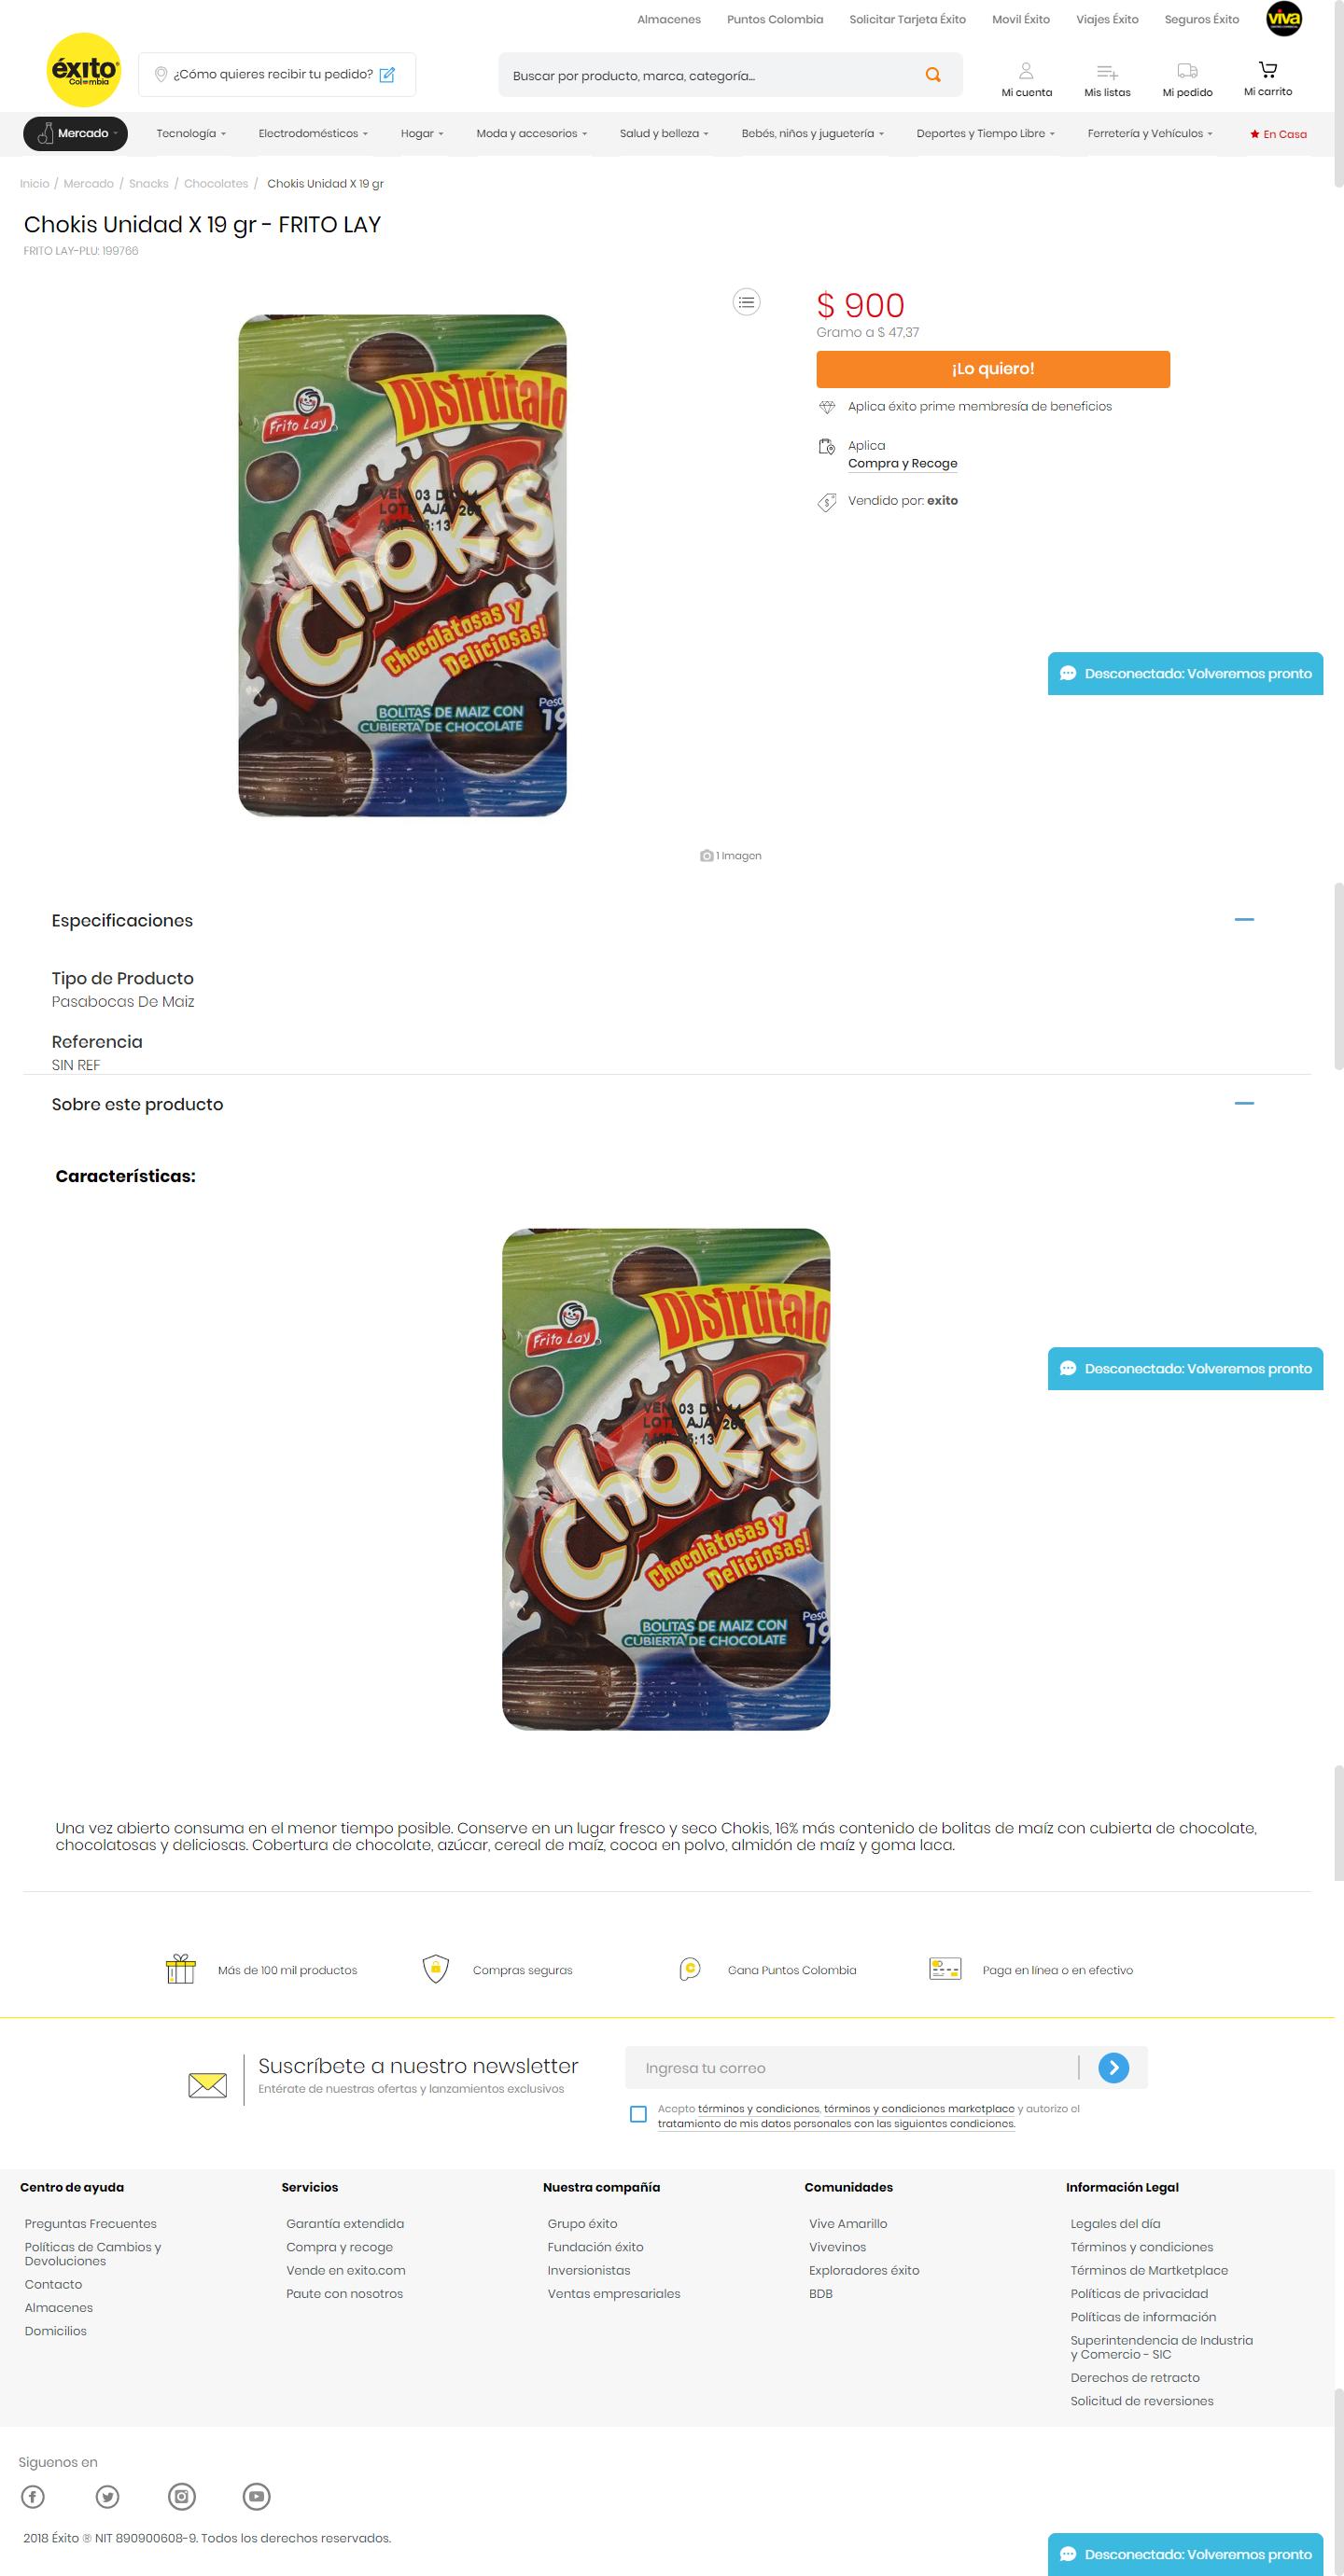 Almacenes Puntos Colombia Solicitar Tarjeta Éxito Movil Éxito Viajes Éxito Seguros Éxito viva
éxito
Col mbia
¿Cómo quieres recibir tu pedido?
Buscar por producto, marca, categoría...
Mi cuenta Mis listas Mi pedido Mi carrito
Mercado Tecnología Electrodomésticos Hogar Moda y accesorios Salud y belleza Bebés, niños y juguetería Deportes y Tiempo Libre Ferretería y Vehículos En Casa
Inicio / Mercado / Snacks / Chocolates / Chokis Unidad X 19 gr
Chokis Unidad X 19 gr - FRITO LAY
FRITO LAY-PLU: 199766
$ 900
Gramo a $ 47,37
¡Lo quiero!
Aplica éxito prime membresía de beneficios
Aplica
Compra y Recoge
Vendido por: exito
Disfrútalo
Frito Lay
Chokis
VEN 03
LOTE AJA
Chocolatosas y
Deliciosas!
BOLITAS DE MAIZ CON
CUBIERTA DE CHOCOLATE
Peso
19
Desconectado: Volveremos pronto
1 Imagen
Especificaciones
Tipo de Producto
Pasabocas De Maiz
Referencia
SIN REF
Sobre este producto
Características:
Disfrútalo
Frito Lay
Chokis
VEN 03
LOTE AJA
Chocolatosas y
Deliciosas!
BOLITAS DE MAIZ CON
CUBIERTA DE CHOCOLATE
Peso
19
Desconectado: Volveremos pronto
Una vez abierto consuma en el menor tiempo posible. Conserve en un lugar fresco y seco Chokis, 16% más contenido de bolitas de maíz con cubierta de chocolate,
chocolatosas y deliciosas. Cobertura de chocolate, azúcar, cereal de maíz, cocoa en polvo, almidón de maíz y goma laca.
Más de 100 mil productos Compras seguras Gana Puntos Colombia Paga en línea o en efectivo
Suscríbete a nuestro newsletter
Entérate de nuestras ofertas y lanzamientos exclusivos
Ingresa tu correo
Acepto términos y condiciones, términos y condiciones marketplace y autorizo el
tratamiento de mis datos personales con las siguientes condiciones.
Centro de ayuda
Preguntas Frecuentes
Políticas de Cambios y
Devoluciones
Contacto
Almacenes
Domicilios
Servicios
Garantía extendida
Compra y recoge
Vende en exito.com
Paute con nosotros
Nuestra compañía
Grupo éxito
Fundación éxito
Inversionistas
Ventas empresariales
Comunidades
Vive Amarillo
Vivevinos
Exploradores éxito
BDB
Información Legal
Legales del día
Términos y condiciones
Términos de Martketplace
Políticas de privacidad
Políticas de información
Superintendencia de Industria
y Comercio - SIC
Derechos de retracto
Solicitud de reversiones
Siguenos en
2018 Éxito ® NIT 890900608-9. Todos los derechos reservados.
Desconectado: Volveremos pronto